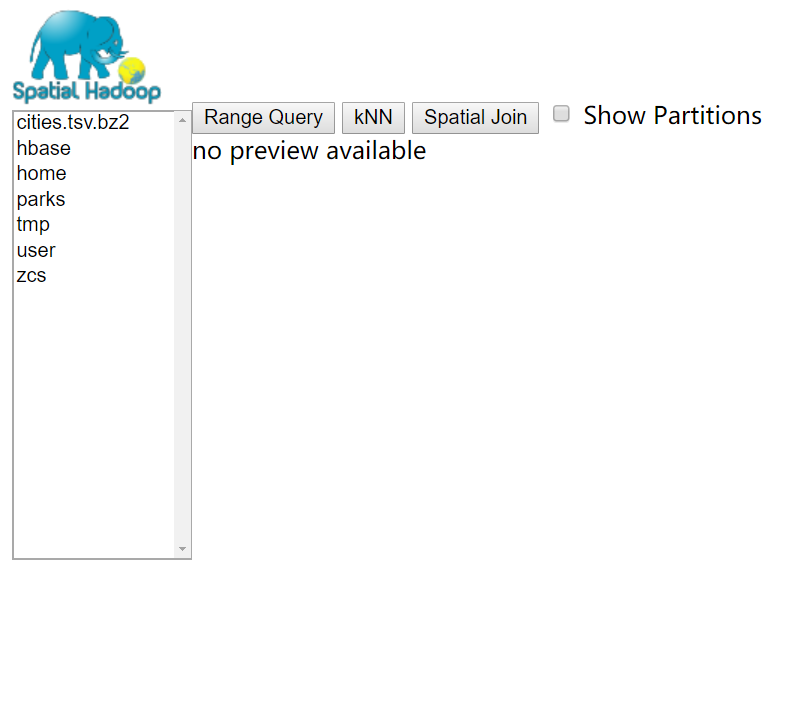 Spatial Hadoop
Range Query kNN Spatial Join Show Partitions
cities.tsv.bz2
hbase
home
parks
tmp
user
zcs
no preview available